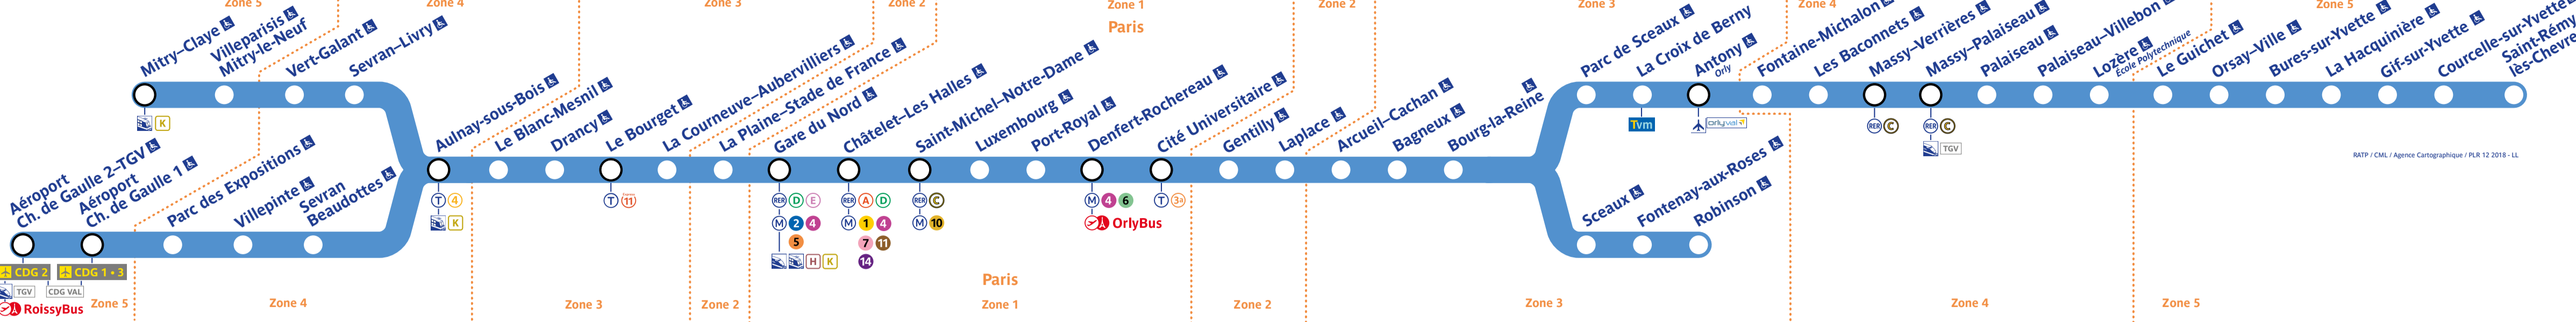 Zone 5
Zone 4
Zone 3
Zone 2
Zone 1
Paris
Zone 2
Zone 3
Zone 4
Zone 5
Mitry–Claye
Villeparisis
Mitry-le-Neuf
Vert-Galant
Sevran–Livry
K
Aéroport
Ch. de Gaulle 2–TGV
Aéroport
Ch. de Gaulle 1
Parc des Expositions
Villepinte
Sevran
Beaudottes
CDG 2
CDG 1 • 3
TGV
CDG VAL
RoissyBus
Aulnay-sous-Bois
T 4
K
Le Blanc-Mesnil
Drancy
Le Bourget
T 11
La Courneuve–Aubervilliers
La Plaine–Stade de France
Gare du Nord
RER D E
M 2 4
5
H K
Châtelet–Les Halles
RER A D
M 1 4
7 11
14
Saint-Michel–Notre-Dame
RER C
M 10
Luxembourg
Port-Royal
Denfert-Rochereau
M 4 6
OrlyBus
Cité Universitaire
T 3a
Gentilly
Laplace
Arcueil–Cachan
Bagneux
Bourg-la-Reine
Parc de Sceaux
La Croix de Berny
Tvm
Antony
Orly
orlyval
Fontaine-Michalon
Les Baconnets
Massy–Verrières
RER C
Massy–Palaiseau
RER C
TGV
Palaiseau
Palaiseau–Villebon
Lozère
École Polytechnique
Le Guichet
Orsay–Ville
Bures-sur-Yvette
La Hacquinière
Gif-sur-Yvette
Courcelle-sur-Yvette
Saint-Rémy
lès-Chevre
Sceaux
Fontenay-aux-Roses
Robinson
RATP / CML / Agence Cartographique / PLR 12 2018 - LL
Zone 5
Zone 4
Zone 3
Zone 2
Paris
Zone 1
Zone 2
Zone 3
Zone 4
Zone 5